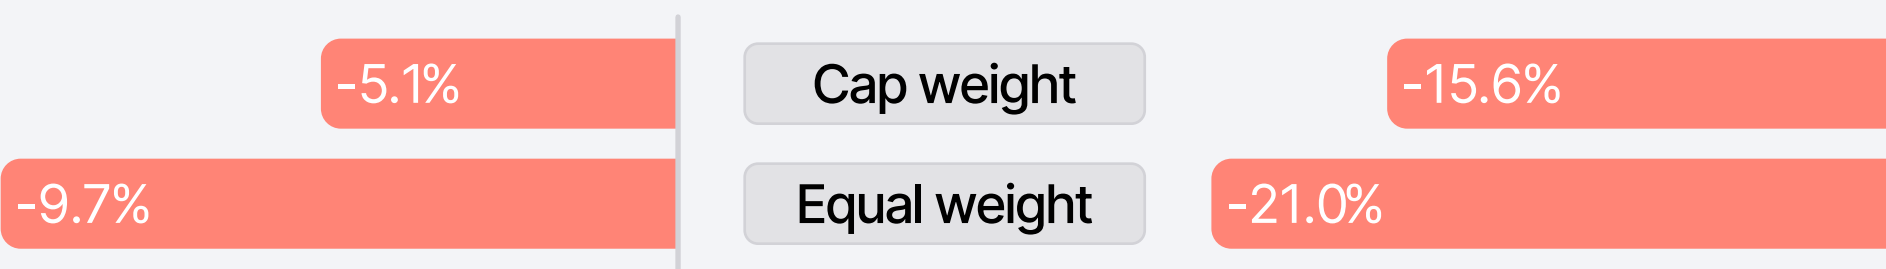 -5.1% Cap weight -15.6%
-9.7% Equal weight -21.0%